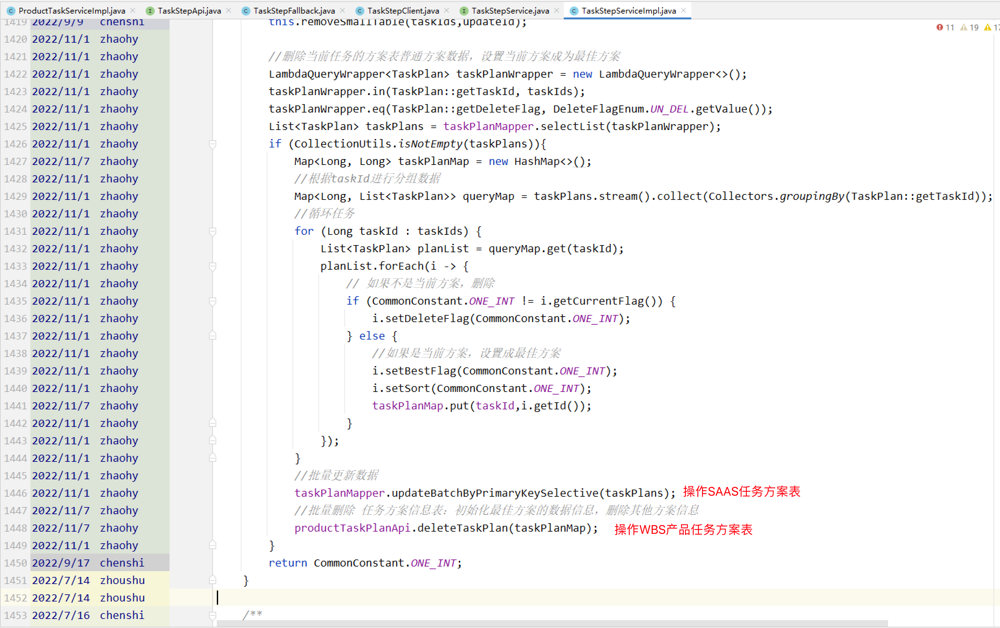 ProductTaskServiceImpl.java TaskStepApi.java TaskStepFallback.java TaskStepClient.java TaskStepService.java TaskStepServiceImpl.java
11 19 17
1419 2022/9/9 chenshi this.removeSmallTable(taskIds,updateId);
1420 2022/11/1 zhaohy
1421 2022/11/1 zhaohy //删除当前任务的方案表普通方案数据，设置当前方案成为最佳方案
1422 2022/11/1 zhaohy LambdaQueryWrapper<TaskPlan> taskPlanWrapper = new LambdaQueryWrapper<>();
1423 2022/11/1 zhaohy taskPlanWrapper.in(TaskPlan::getTaskId, taskIds);
1424 2022/11/1 zhaohy taskPlanWrapper.eq(TaskPlan::getDeleteFlag, DeleteFlagEnum.UN_DEL.getValue());
1425 2022/11/1 zhaohy List<TaskPlan> taskPlans = taskPlanMapper.selectList(taskPlanWrapper);
1426 2022/11/1 zhaohy if (CollectionUtils.isNotEmpty(taskPlans)){
1427 2022/11/7 zhaohy Map<Long, Long> taskPlanMap = new HashMap<>();
1428 2022/11/1 zhaohy //根据taskId进行分组数据
1429 2022/11/1 zhaohy Map<Long, List<TaskPlan>> queryMap = taskPlans.stream().collect(Collectors.groupingBy(TaskPlan::getTaskId));
1430 2022/11/1 zhaohy //循环任务
1431 2022/11/1 zhaohy for (Long taskId : taskIds) {
1432 2022/11/1 zhaohy List<TaskPlan> planList = queryMap.get(taskId);
1433 2022/11/1 zhaohy planList.forEach(i -> {
1434 2022/11/1 zhaohy // 如果不是当前方案，删除
1435 2022/11/1 zhaohy if (CommonConstant.ONE_INT != i.getCurrentFlag()) {
1436 2022/11/1 zhaohy i.setDeleteFlag(CommonConstant.ONE_INT);
1437 2022/11/1 zhaohy } else {
1438 2022/11/1 zhaohy //如果是当前方案，设置成最佳方案
1439 2022/11/1 zhaohy i.setBestFlag(CommonConstant.ONE_INT);
1440 2022/11/1 zhaohy i.setSort(CommonConstant.ONE_INT);
1441 2022/11/7 zhaohy taskPlanMap.put(taskId,i.getId());
1442 2022/11/1 zhaohy }
1443 2022/11/1 zhaohy });
1444 2022/11/1 zhaohy }
1445 2022/11/1 zhaohy //批量更新数据
1446 2022/11/1 zhaohy taskPlanMapper.updateBatchByPrimaryKeySelective(taskPlans); 操作SAAS任务方案表
1447 2022/11/7 zhaohy //批量删除 任务方案信息表：初始化最佳方案的数据信息，删除其他方案信息
1448 2022/11/7 zhaohy productTaskPlanApi.deleteTaskPlan(taskPlanMap); 操作WBS产品任务方案表
1449 2022/11/1 zhaohy }
1450 2022/9/17 chenshi return CommonConstant.ONE_INT;
1451 2022/7/14 zhoushu }
1452 2022/7/14 zhoushu
1453 2022/7/16 chenshi /**